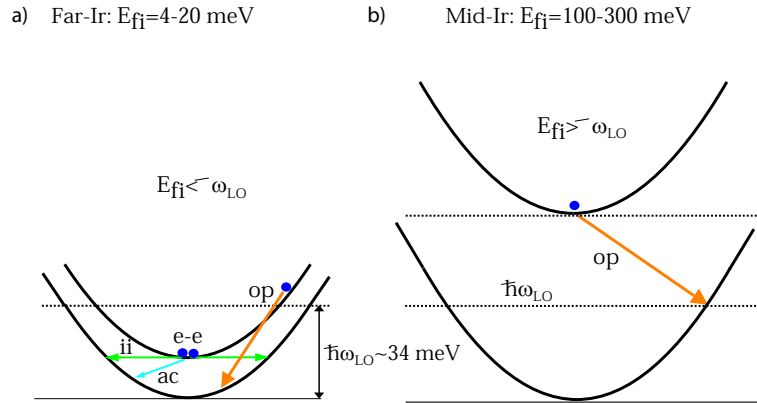 a) Far-Ir: Efi=4-20 meV
b) Mid-Ir: Efi=100-300 meV
Efi>‾ωLO
Efi<‾ωLO
op
op
ħωLO
e-e
ii
ħωLO~34 meV
ac